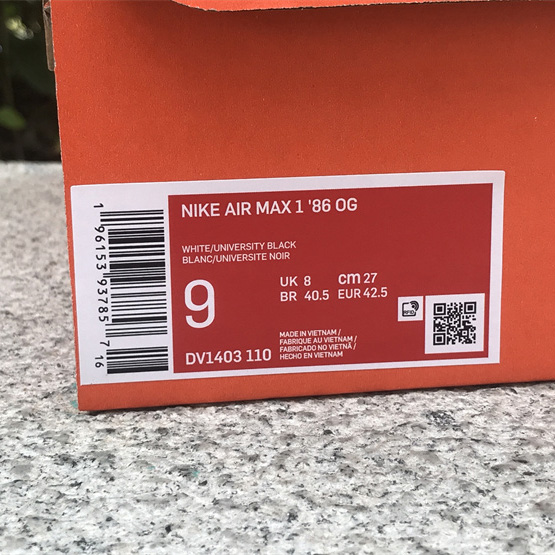 NIKE AIR MAX 1 '86 OG
WHITE/UNIVERSITY BLACK
BLANC/UNIVERSITE NOIR
9
UK 8 cm 27
BR 40.5 EUR 42.5
RFID
MADE IN VIETNAM /
FABRIQUE AU VIETNAM /
FABRICADO NO VIETNÃ /
HECHO EN VIETNAM
DV1403 110
1 96153 93785 7 16